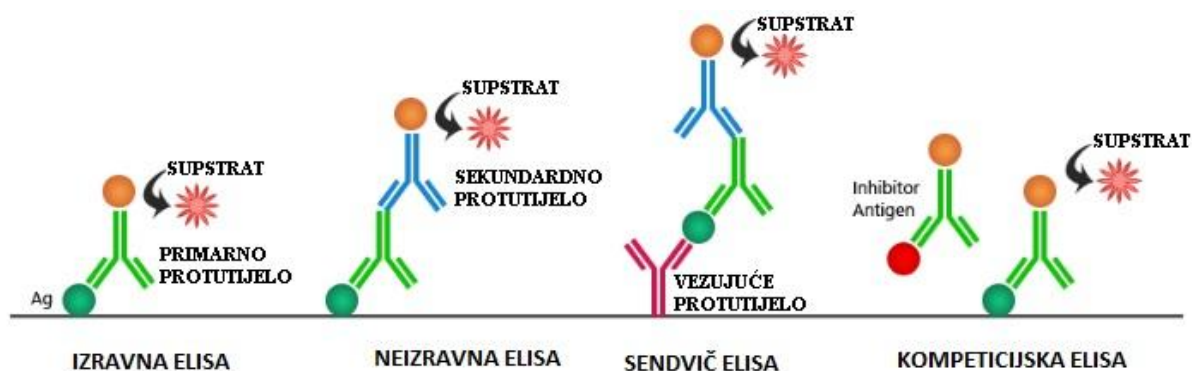 SUPSTRAT
PRIMARNO
PROTUTIJELO
Ag
IZRAVNA ELISA
SUPSTRAT
SEKUNDARDNO
PROTUTIJELO
NEIZRAVNA ELISA
SUPSTRAT
VEZUJUĆE
PROTUTIJELO
SENDVIČ ELISA
Inhibitor
Antigen
SUPSTRAT
KOMPETICIJSKA ELISA